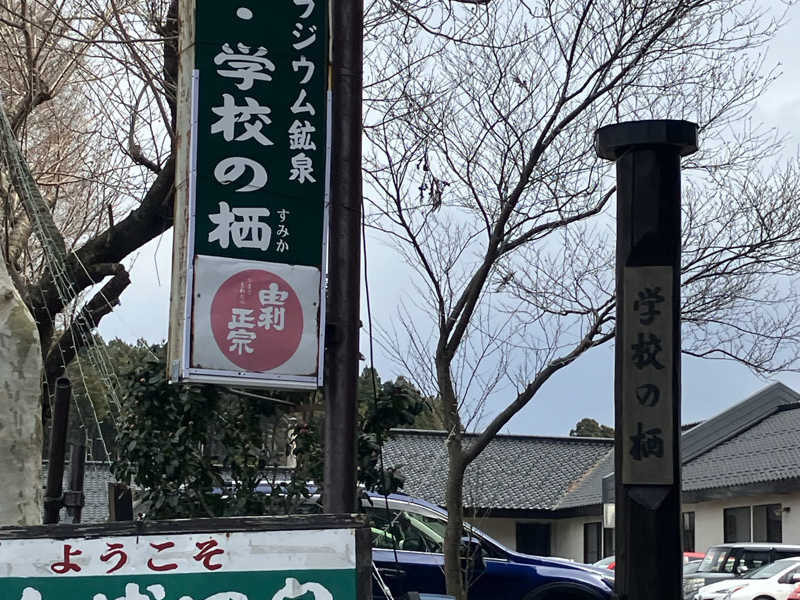 ラジウム鉱泉
・学校の栖
すみか
由利
正宗
学校の栖
ようこそ